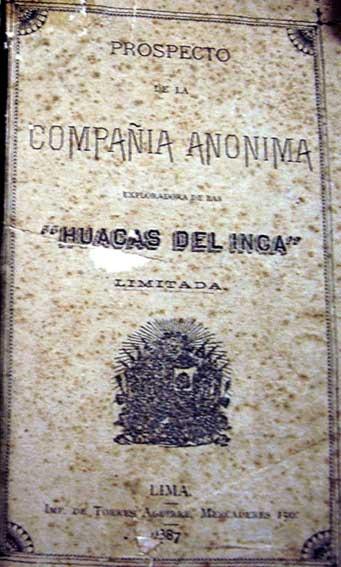 PROSPECTO
DE LA
COMPAÑIA ANONIMA
EXPLORADORA DE LAS
"HUACAS DEL INCA"
LIMITADA.
LIMA.
IMP. DE TORRES AGUIRRE, MERCADERES 150
1887